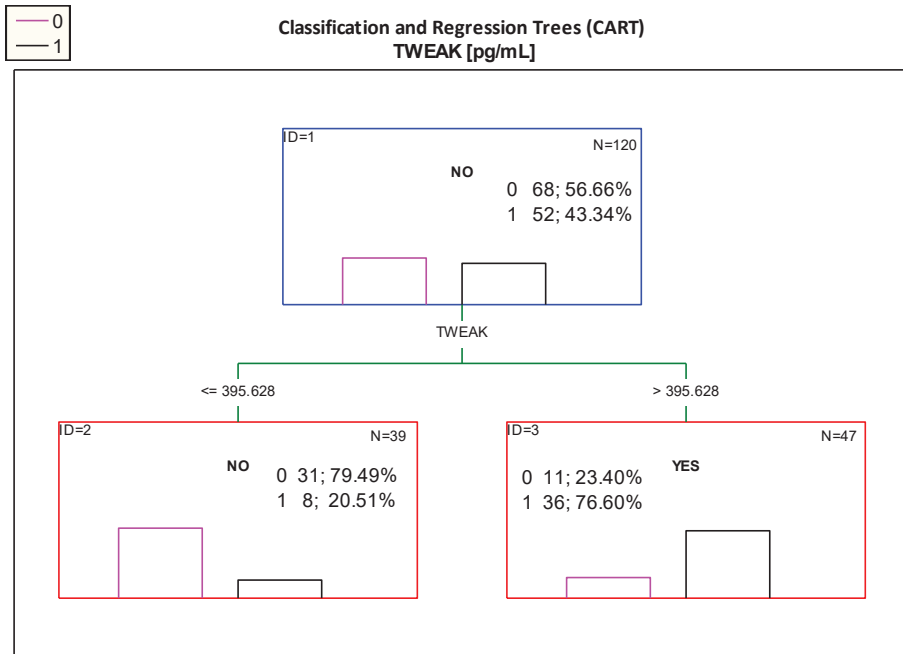 0
1
Classification and Regression Trees (CART)
TWEAK [pg/mL]
ID=1
N=120
NO
0 68; 56.66%
1 52; 43.34%
TWEAK
<= 395.628
> 395.628
ID=2
N=39
NO
0 31; 79.49%
1 8; 20.51%
ID=3
N=47
YES
0 11; 23.40%
1 36; 76.60%